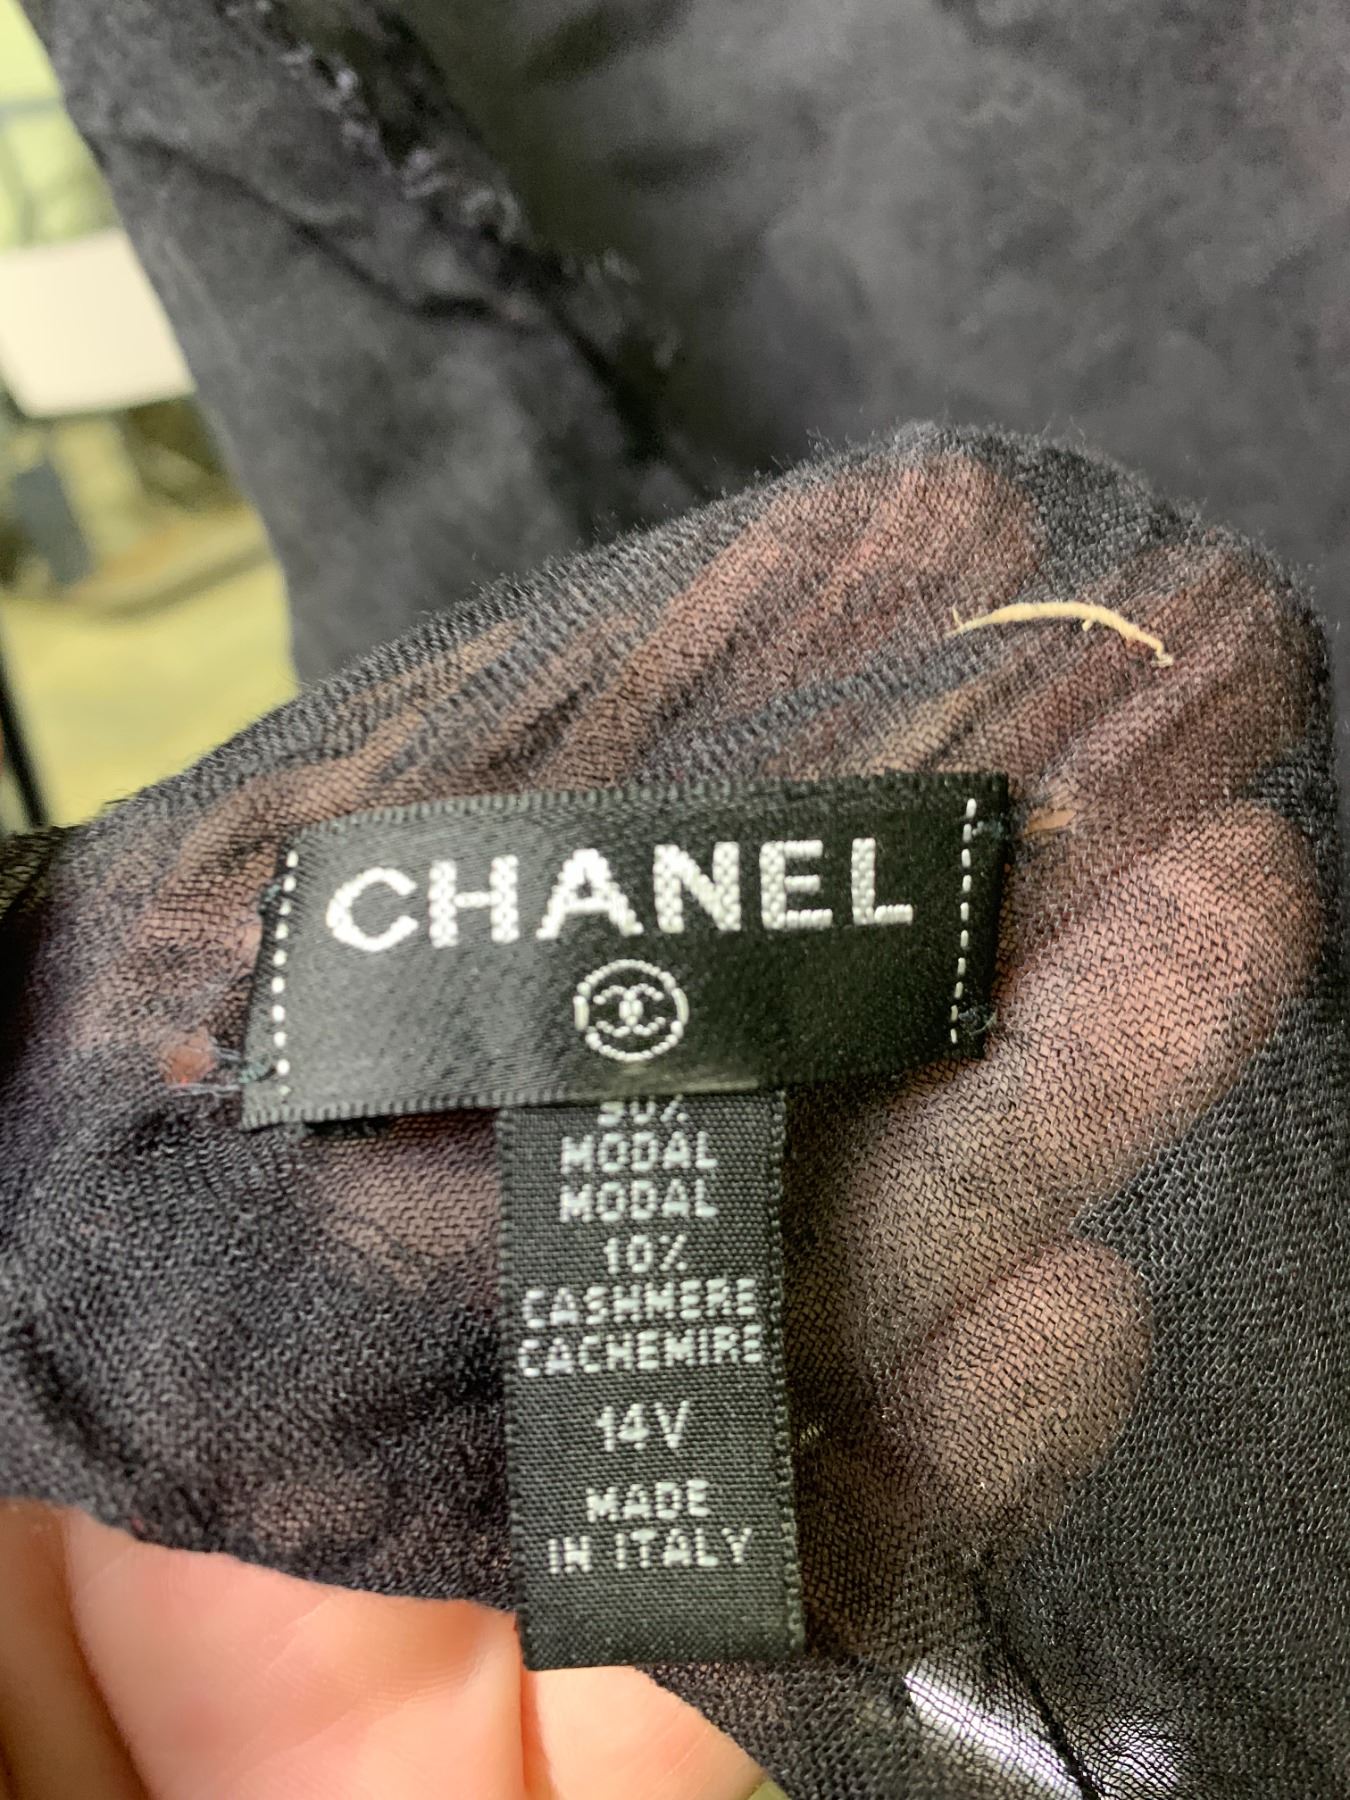 CHANEL
MODAL
MODAL
10%
CASHMERE
CACHEMIRE
14V
MADE
IN ITALY